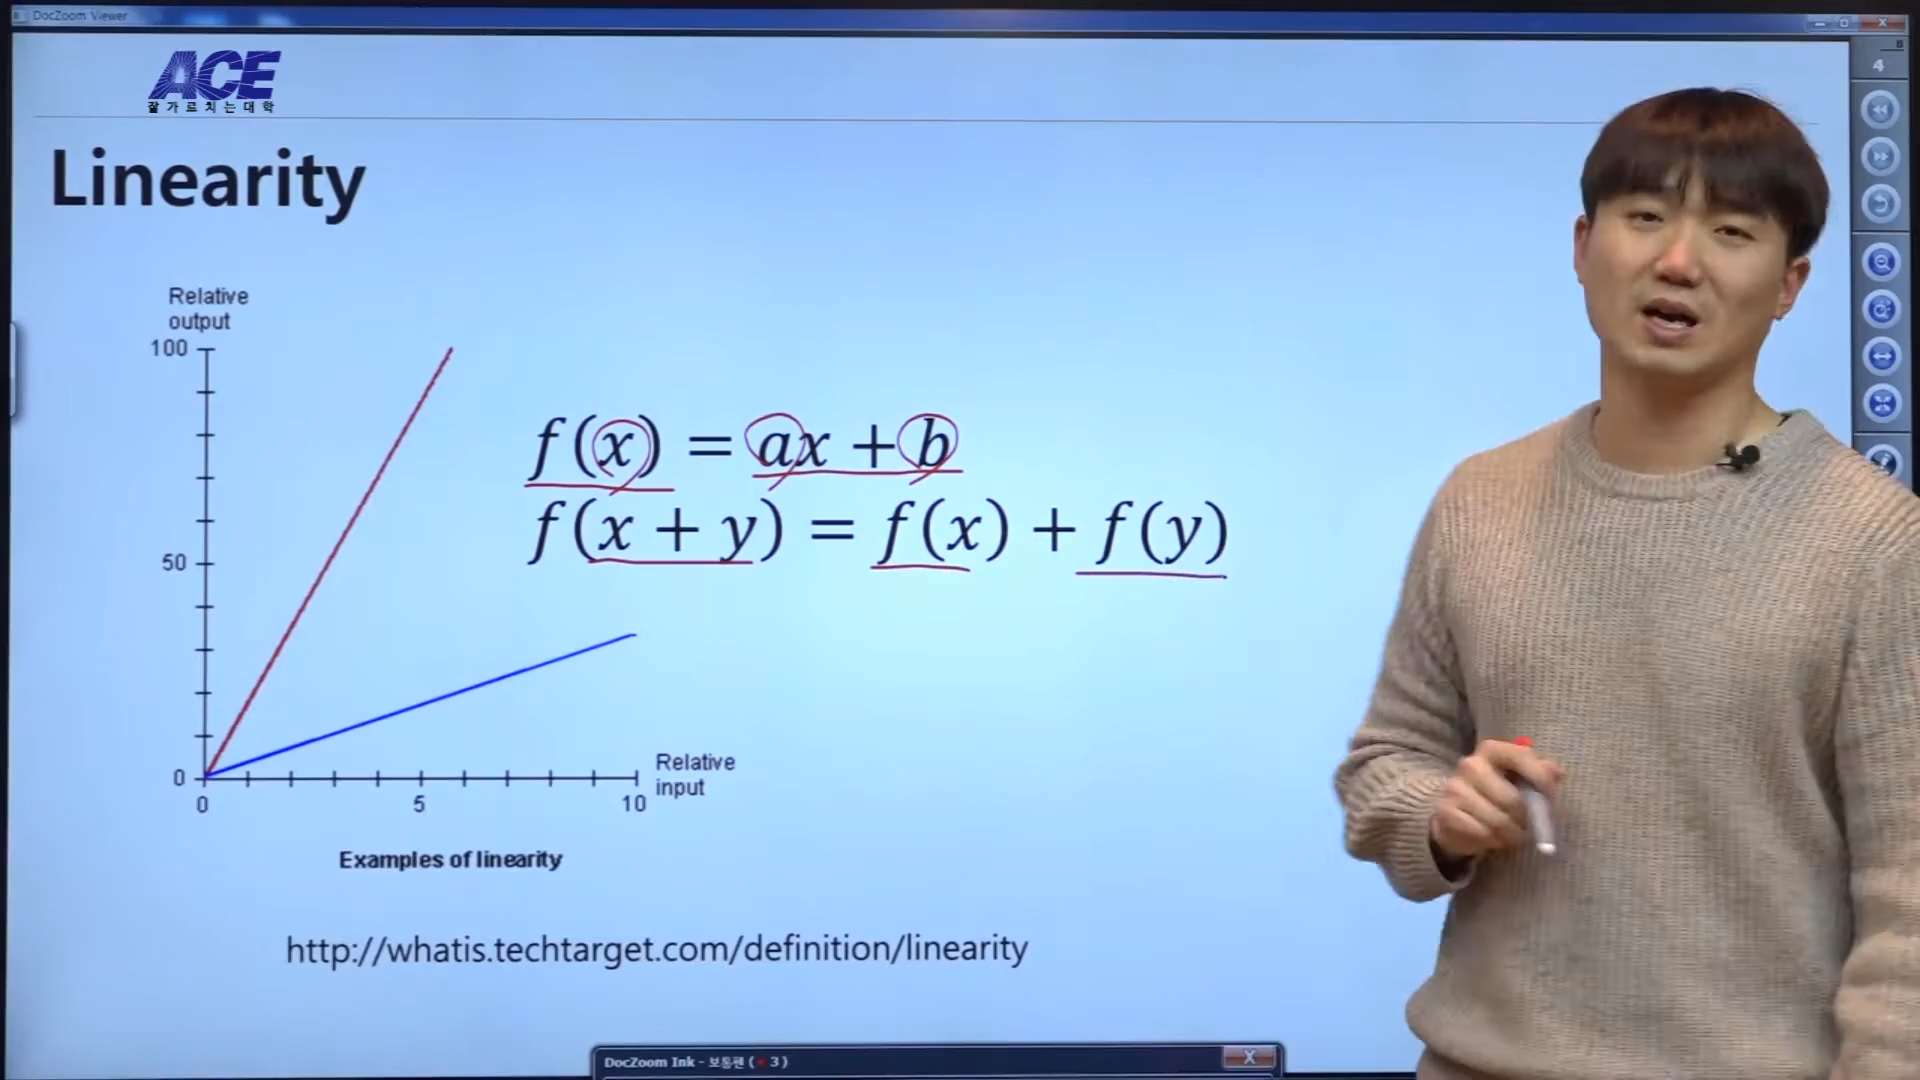 DocZoom Viewer
ACE
잘가르치는대학
4
Linearity
Relative
output
100
50
0
0
5
10
Relative
input
Examples of linearity
f(x) = ax + b
f(x + y) = f(x) + f(y)
http://whatis.techtarget.com/definition/linearity
DocZoom Ink - 보통펜 ( 3 )